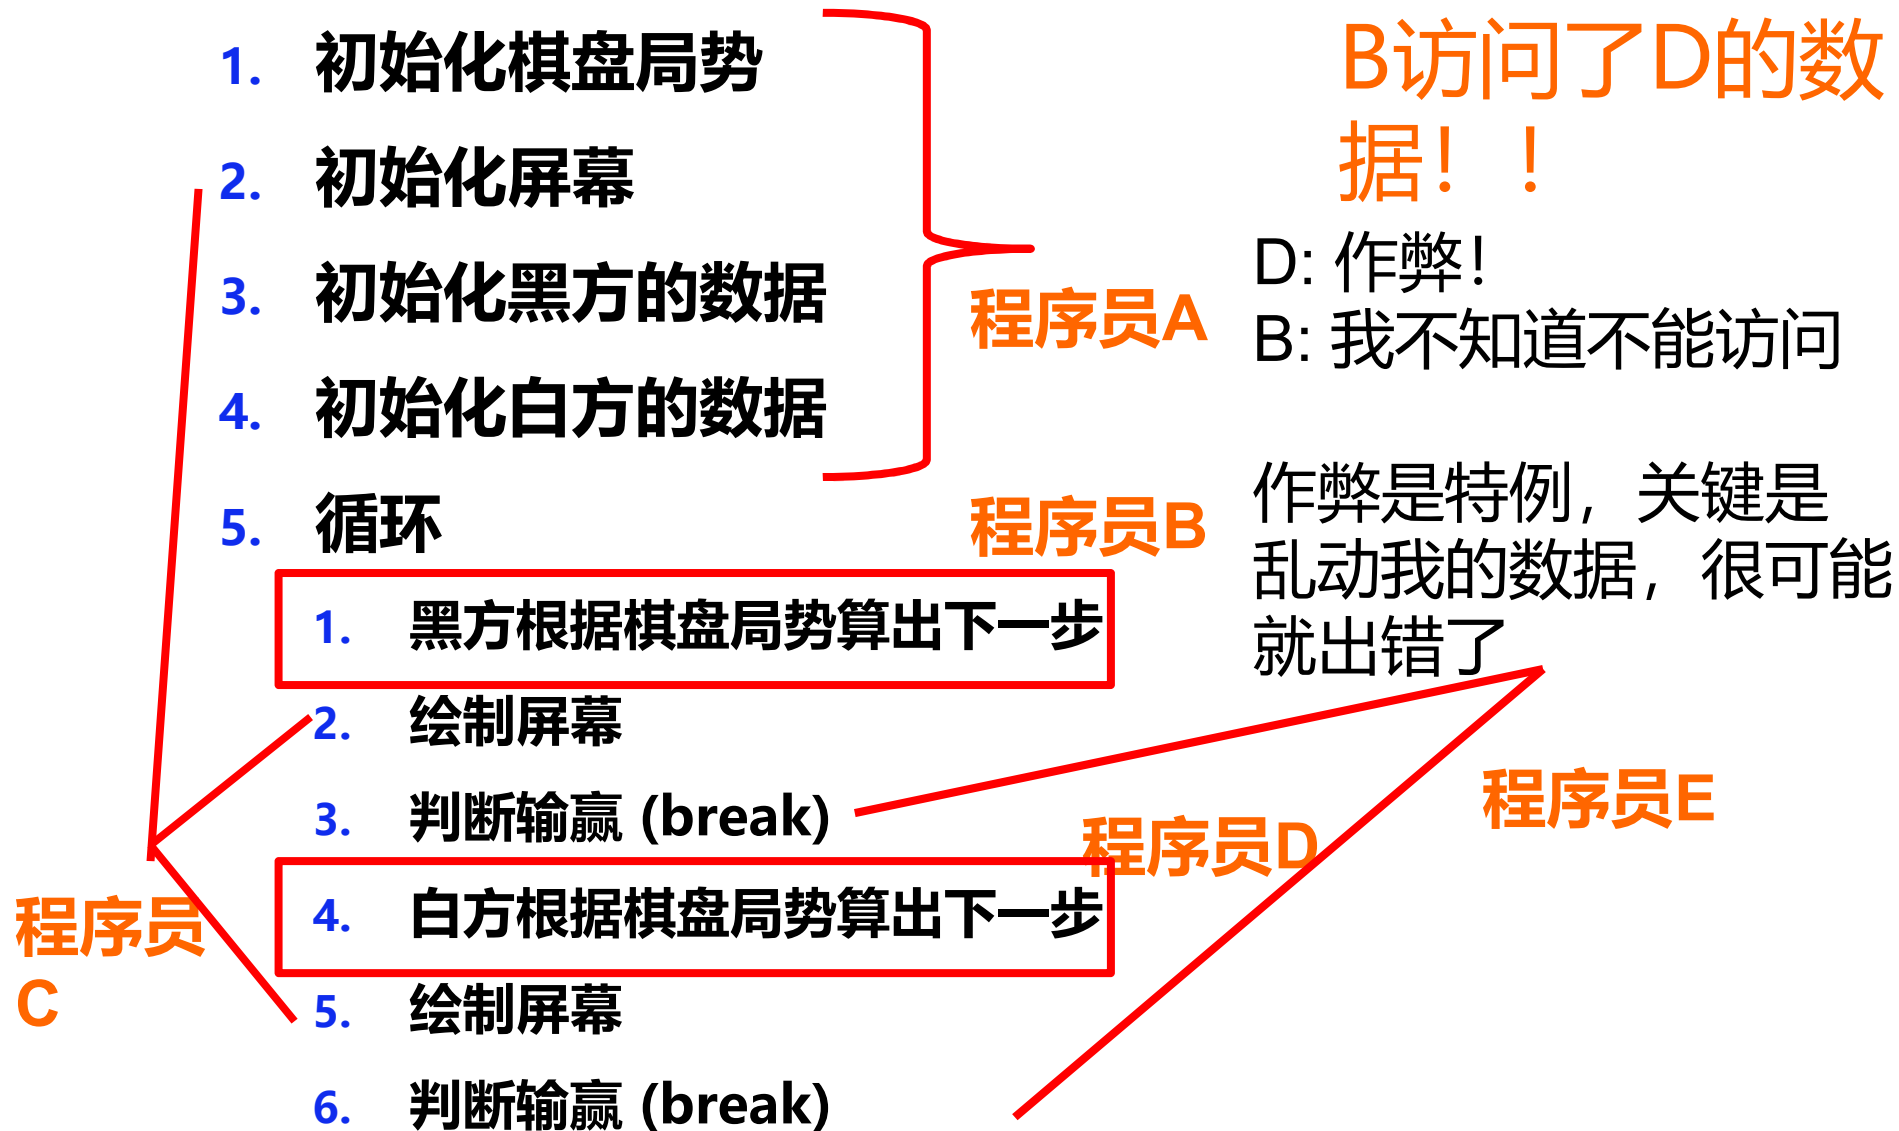 1. 初始化棋盘局势
2. 初始化屏幕
3. 初始化黑方的数据
4. 初始化白方的数据
5. 循环
1. 黑方根据棋盘局势算出下一步
2. 绘制屏幕
3. 判断输赢 (break)
4. 白方根据棋盘局势算出下一步
5. 绘制屏幕
6. 判断输赢 (break)
程序员A
程序员B
程序员
C
程序员D
程序员E
B访问了D的数
据！！
D: 作弊！
B: 我不知道不能访问
作弊是特例，关键是
乱动我的数据，很可能
就出错了